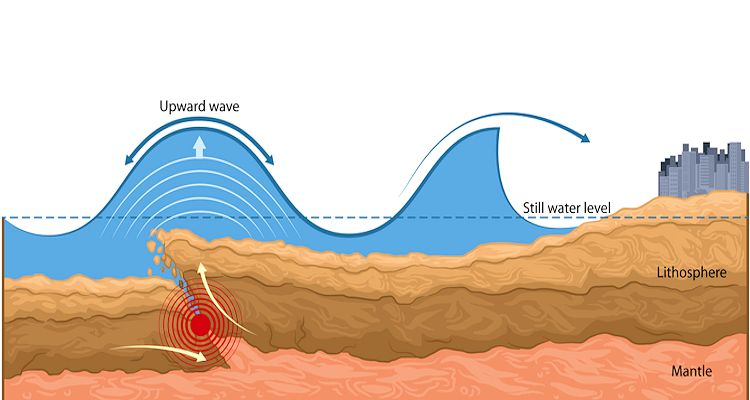 Upward wave
Still water level
Lithosphere
Mantle